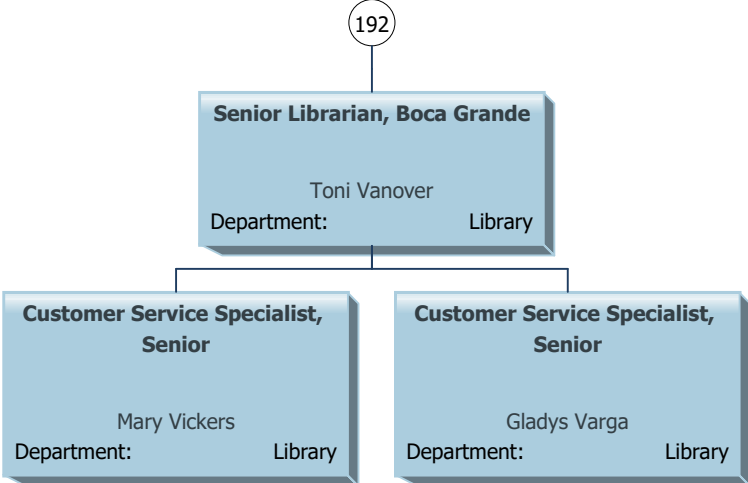 192
Senior Librarian, Boca Grande
Toni Vanover
Department: Library
Customer Service Specialist,
Senior
Mary Vickers
Department: Library
Customer Service Specialist,
Senior
Gladys Varga
Department: Library